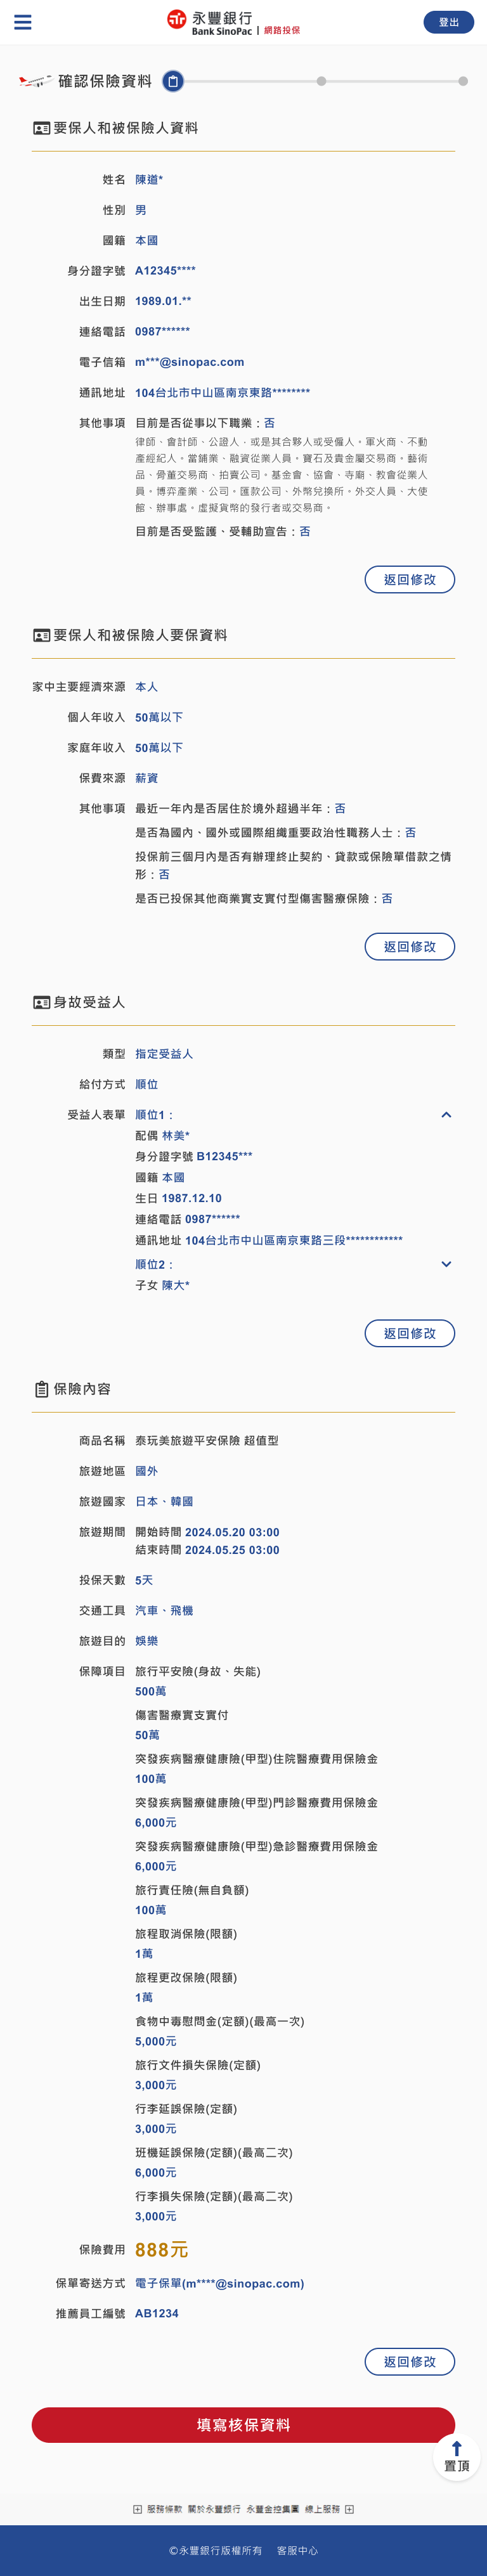 永豐銀行
Bank SinoPac | 網路投保
登出
確認保險資料
要保人和被保險人資料
姓名 陳道*
性別 男
國籍 本國
身分證字號 A12345****
出生日期 1989.01.**
連絡電話 0987******
電子信箱 m***@sinopac.com
通訊地址 104台北市中山區南京東路********
其他事項 目前是否從事以下職業：否
律師、會計師、公證人，或是其合夥人或受僱人。軍火商、不動
產經紀人。當鋪業、融資從業人員。寶石及貴金屬交易商。藝術
品、骨董交易商、拍賣公司。基金會、協會、寺廟、教會從業人
員。博弈產業、公司。匯款公司、外幣兌換所。外交人員、大使
館、辦事處。虛擬貨幣的發行者或交易商。
目前是否受監護、受輔助宣告：否
返回修改
要保人和被保險人要保資料
家中主要經濟來源 本人
個人年收入 50萬以下
家庭年收入 50萬以下
保費來源 薪資
其他事項 最近一年內是否居住於境外超過半年：否
是否為國內、國外或國際組織重要政治性職務人士：否
投保前三個月內是否有辦理終止契約、貸款或保險單借款之情
形：否
是否已投保其他商業實支實付型傷害醫療保險：否
返回修改
身故受益人
類型 指定受益人
給付方式 順位
受益人表單 順位1：
配偶 林美*
身分證字號 B12345***
國籍 本國
生日 1987.12.10
連絡電話 0987******
通訊地址 104台北市中山區南京東路三段************
順位2：
子女 陳大*
返回修改
保險內容
商品名稱 泰玩美旅遊平安保險 超值型
旅遊地區 國外
旅遊國家 日本、韓國
旅遊期間 開始時間 2024.05.20 03:00
結束時間 2024.05.25 03:00
投保天數 5天
交通工具 汽車、飛機
旅遊目的 娛樂
保障項目 旅行平安險(身故、失能)
500萬
傷害醫療實支實付
50萬
突發疾病醫療健康險(甲型)住院醫療費用保險金
100萬
突發疾病醫療健康險(甲型)門診醫療費用保險金
6,000元
突發疾病醫療健康險(甲型)急診醫療費用保險金
6,000元
旅行責任險(無自負額)
100萬
旅程取消保險(限額)
1萬
旅程更改保險(限額)
1萬
食物中毒慰問金(定額)(最高一次)
5,000元
旅行文件損失保險(定額)
3,000元
行李延誤保險(定額)
3,000元
班機延誤保險(定額)(最高二次)
6,000元
行李損失保險(定額)(最高二次)
3,000元
保險費用 888元
保單寄送方式 電子保單(m****@sinopac.com)
推薦員工編號 AB1234
返回修改
填寫核保資料
置頂
服務條款 關於永豐銀行 永豐金控集團 線上服務
©永豐銀行版權所有 客服中心